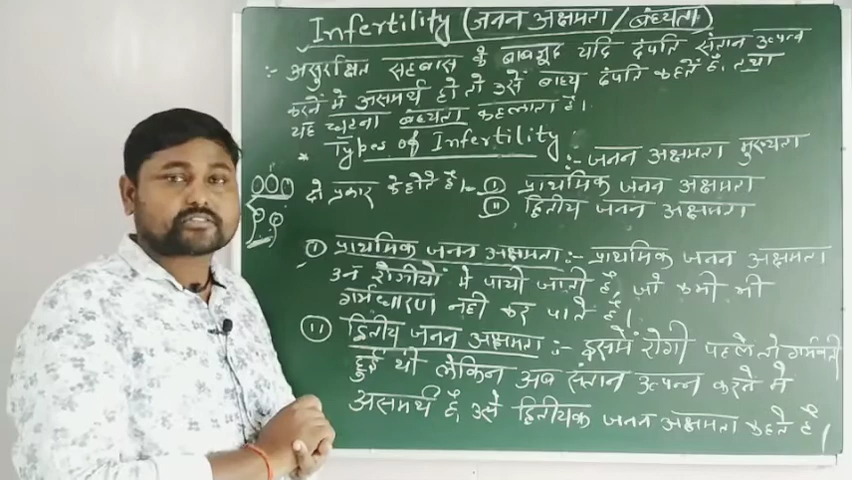 Infertility (जनन अक्षमता / बंध्यता)
:- असुरक्षित सहबास के बाबजूद यदि दंपति संतान उत्पन्न
करने मे असमर्थ हो तो उसे बाध्य दंपति कहते हैं, तथा
यह घटना बंध्यता कहलाता है।
* Types of Infertility :- जनन अक्षमता मुख्यता
दो प्रकार के होते हैं।- (i) प्राथमिक जनन अक्षमता
(ii) द्वितीय जनन अक्षमता
(i) प्राथमिक जनन अक्षमता :- प्राथमिक जनन अक्षमता
उन रोगीयों मे पायी जाती है, जो कभी भी
गर्भधारण नही कर पाते हैं।
(ii) द्वितीय जनन अक्षमता :- इसमें रोगी पहले तो गर्भवती
हुई थी लेकिन अब संतान उत्पन्न करने मे
असमर्थ है, उसे द्वितीयक जनन अक्षमता कहते है।